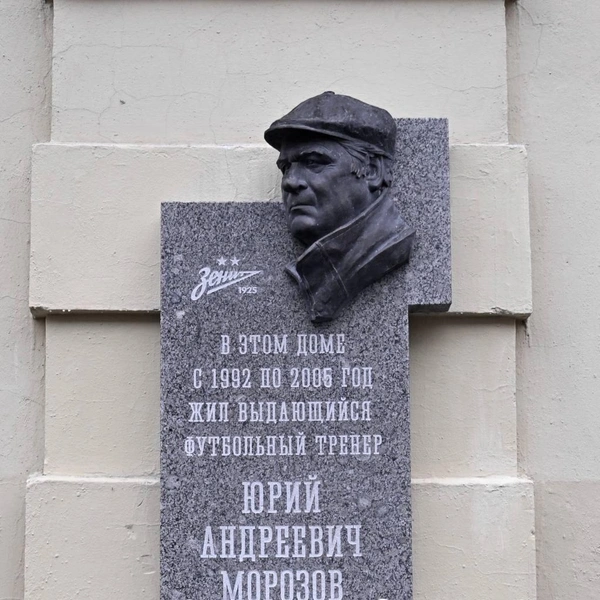 Зенит
1925
В ЭТОМ ДОМЕ
С 1992 ПО 2005 ГОД
ЖИЛ ВЫДАЮЩИЙСЯ
ФУТБОЛЬНЫЙ ТРЕНЕР
ЮРИЙ
АНДРЕЕВИЧ
МОРОЗОВ